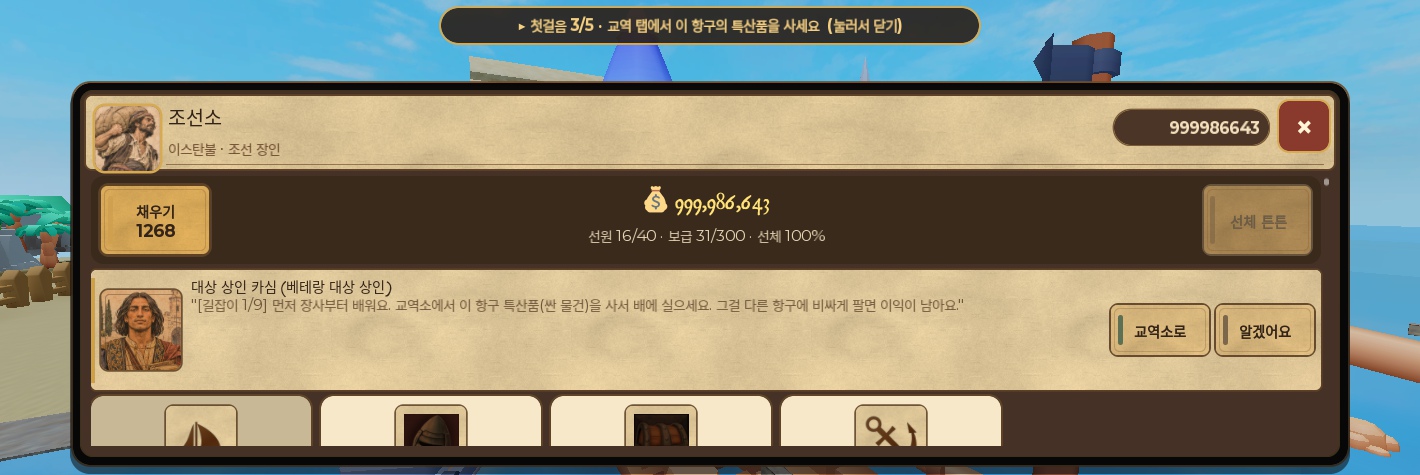 ▸ 첫걸음 3/5 · 교역 탭에서 이 항구의 특산품을 사세요 (눌러서 닫기)
조선소
999986643
이스탄불 · 조선 장인
채우기
1268
999,986,643
선원 16/40 · 보급 31/300 · 선체 100%
선체 튼튼
대상 상인 카심 (베테랑 대상 상인)
"[길잡이 1/9] 먼저 장사부터 배워요. 교역소에서 이 항구 특산품(싼 물건)을 사서 배에 실으세요. 그걸 다른 항구에 비싸게 팔면 이익이 남아요."
교역소로
알겠어요